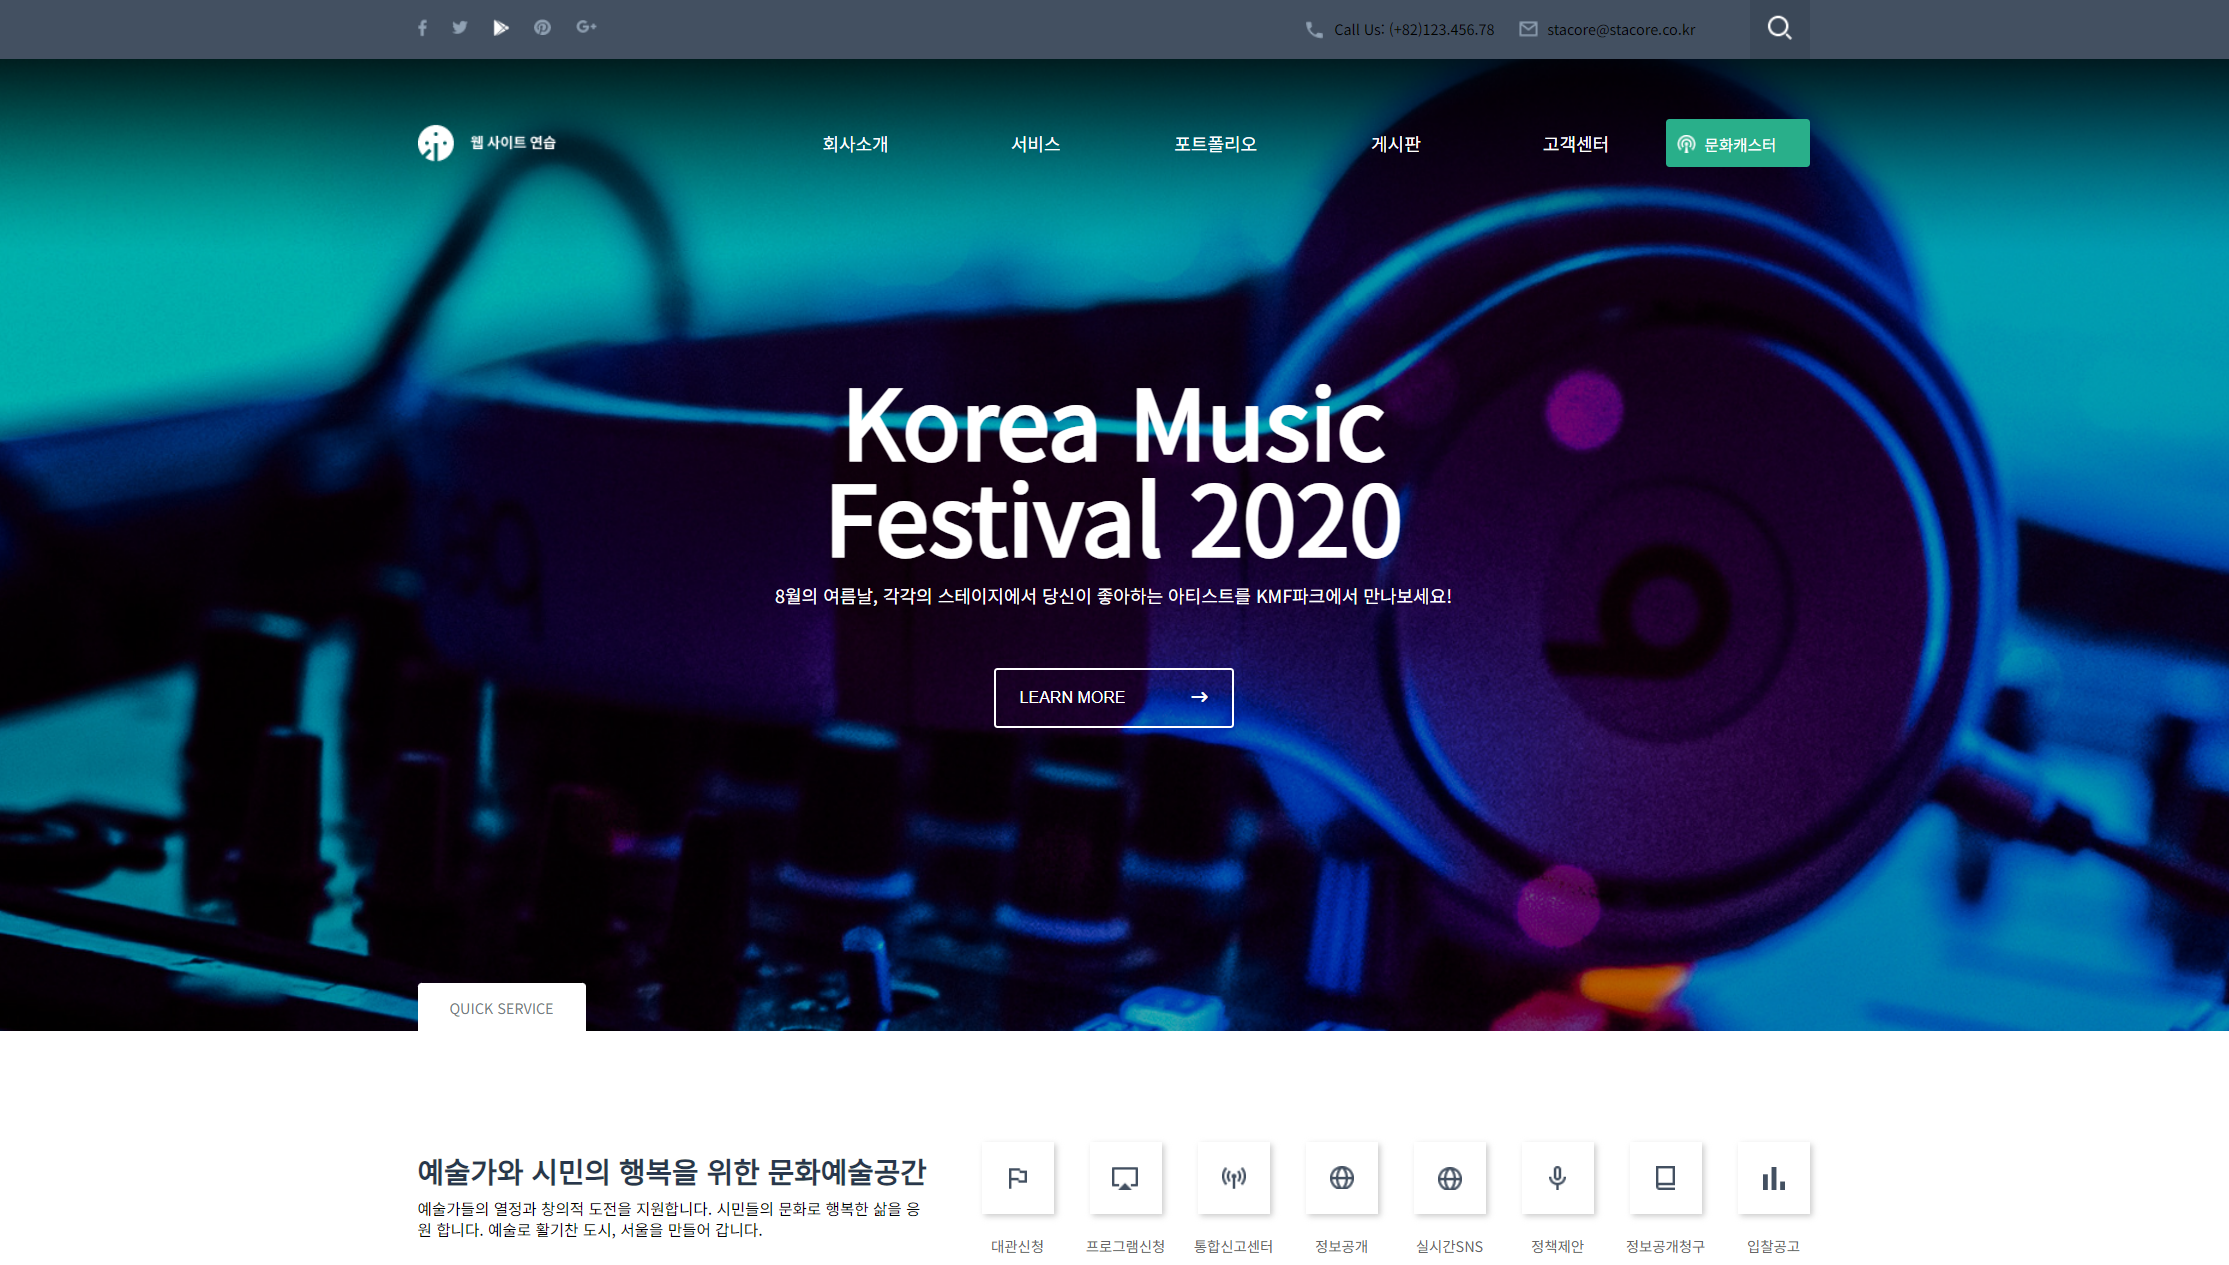 Call Us: (+82)123.456.78
stacore@stacore.co.kr
웹 사이트 연습
회사소개
서비스
포트폴리오
게시판
고객센터
문화캐스터
Korea Music
Festival 2020
8월의 여름날, 각각의 스테이지에서 당신이 좋아하는 아티스트를 KMF파크에서 만나보세요!
LEARN MORE
QUICK SERVICE
예술가와 시민의 행복을 위한 문화예술공간
예술가들의 열정과 창의적 도전을 지원합니다. 시민들의 문화로 행복한 삶을 응
원 합니다. 예술로 활기찬 도시, 서울을 만들어 갑니다.
대관신청
프로그램신청
통합신고센터
정보공개
실시간SNS
정책제안
정보공개청구
입찰공고